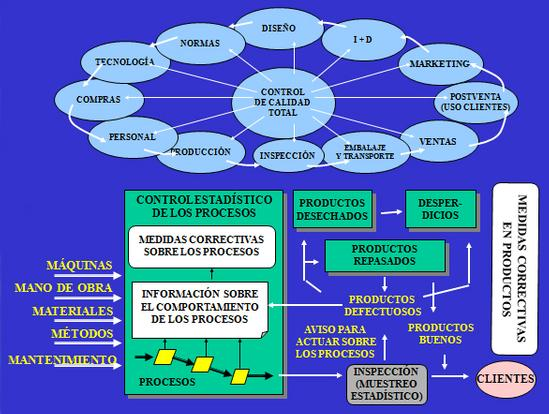 DISEÑO
NORMAS
I + D
TECNOLOGÍA
MARKETING
COMPRAS
CONTROL
DE CALIDAD
TOTAL
POSTVENTA
(USO CLIENTES)
PERSONAL
PRODUCCIÓN
INSPECCIÓN
EMBALAJE
Y TRANSPORTE
VENTAS
CONTROL ESTADÍSTICO
DE LOS PROCESOS
MEDIDAS CORRECTIVAS
SOBRE LOS PROCESOS
INFORMACIÓN SOBRE
EL COMPORTAMIENTO
DE LOS PROCESOS
PROCESOS
MÁQUINAS
MANO DE OBRA
MATERIALES
MÉTODOS
MANTENIMIENTO
PRODUCTOS
DESECHADOS
DESPER-
DICIOS
PRODUCTOS
REPASADOS
PRODUCTOS
DEFECTUOSOS
AVISO PARA
ACTUAR SOBRE
LOS PROCESOS
PRODUCTOS
BUENOS
INSPECCIÓN
(MUESTREO
ESTADÍSTICO)
CLIENTES
MEDIDAS CORRECTIVAS
EN PRODUCTOS